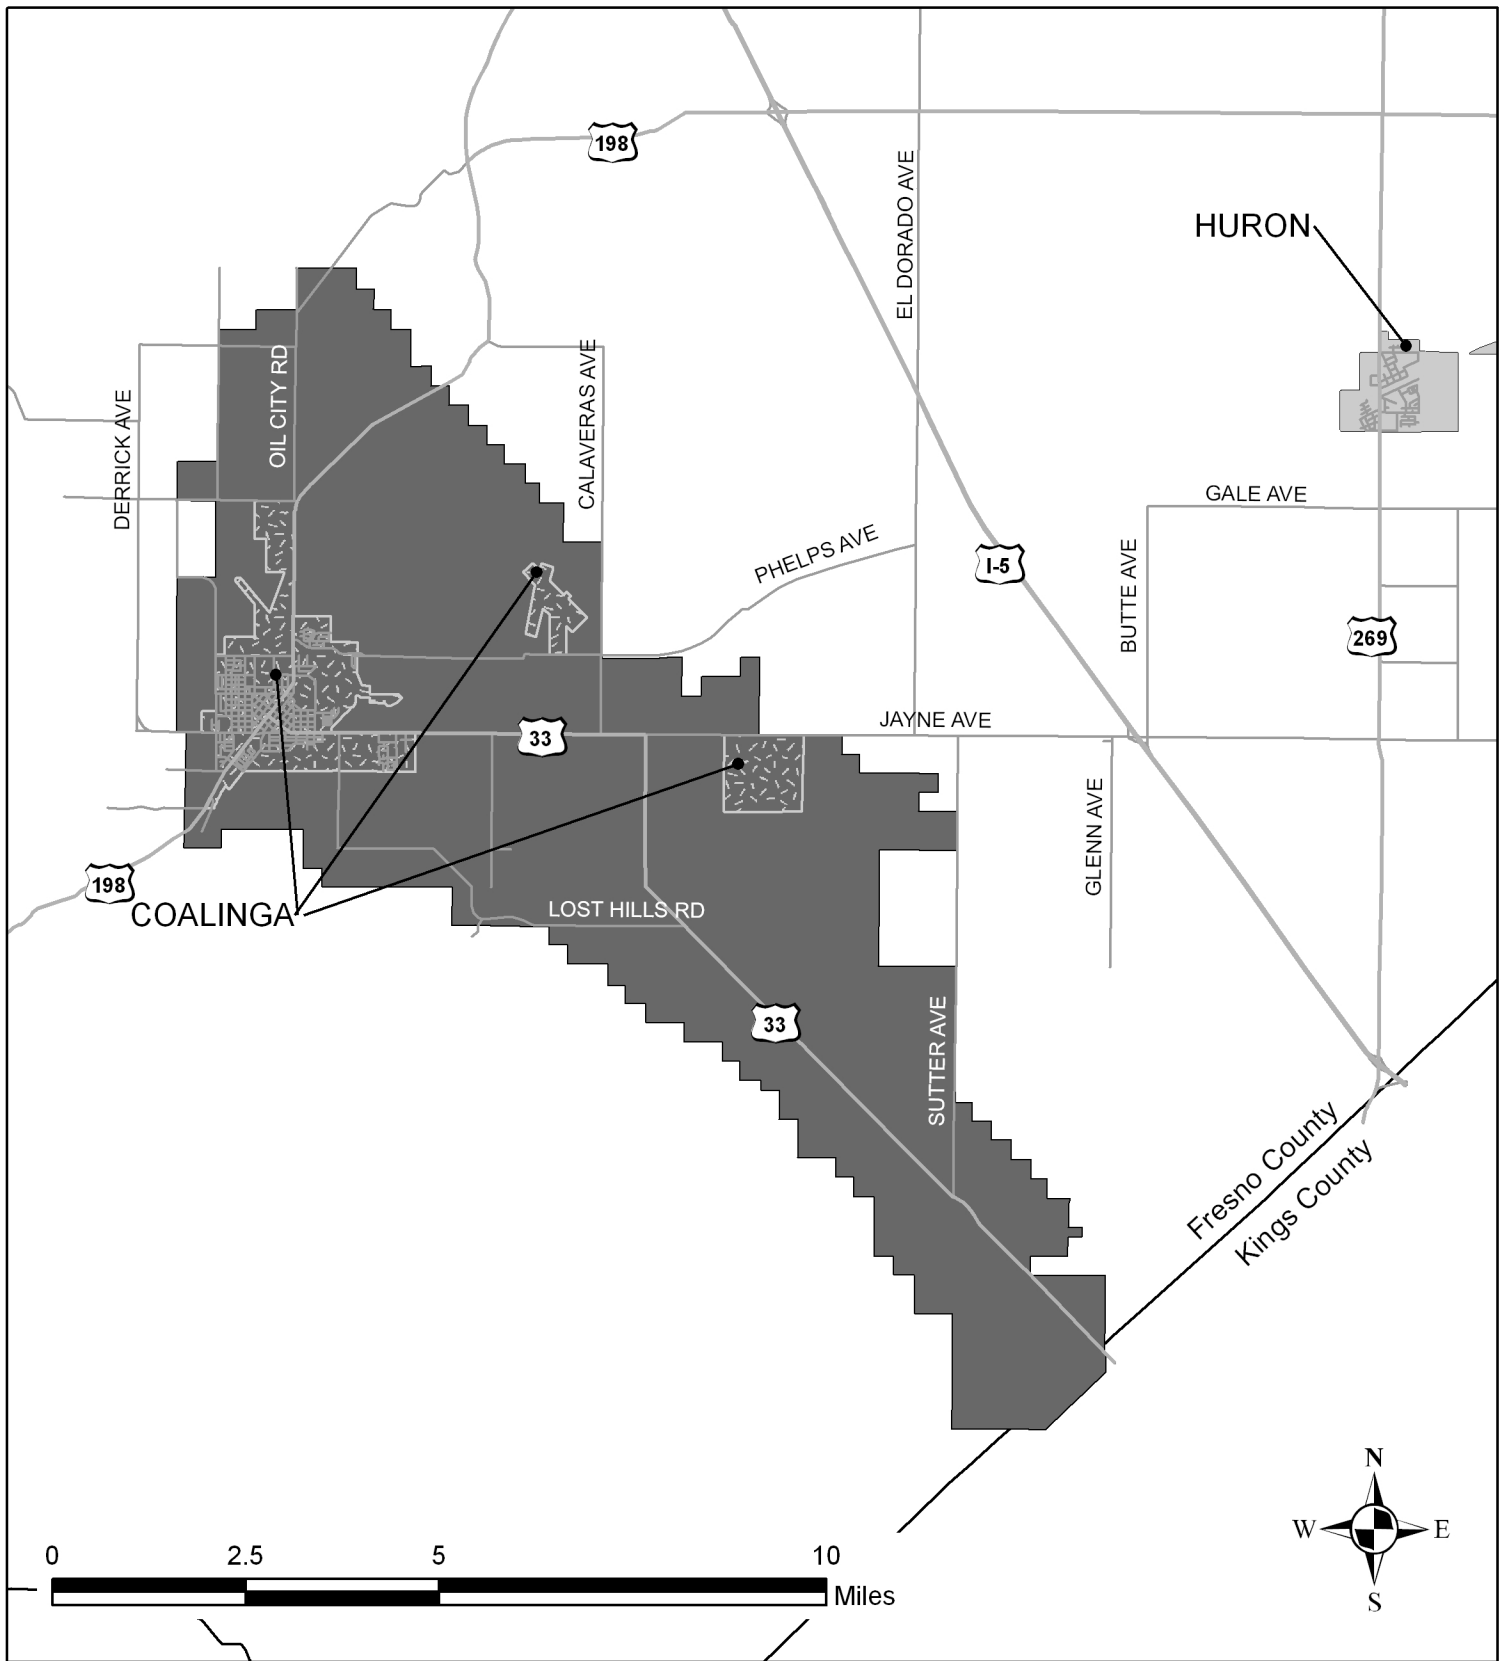 198
HURON
EL DORADO AVE
OIL CITY RD
CALAVERAS AVE
DERRICK AVE
GALE AVE
PHELPS AVE
I-5
BUTTE AVE
269
JAYNE AVE
33
GLENN AVE
198
COALINGA
LOST HILLS RD
33
SUTTER AVE
Fresno County
Kings County
N
W
E
S
0
2.5
5
10
Miles